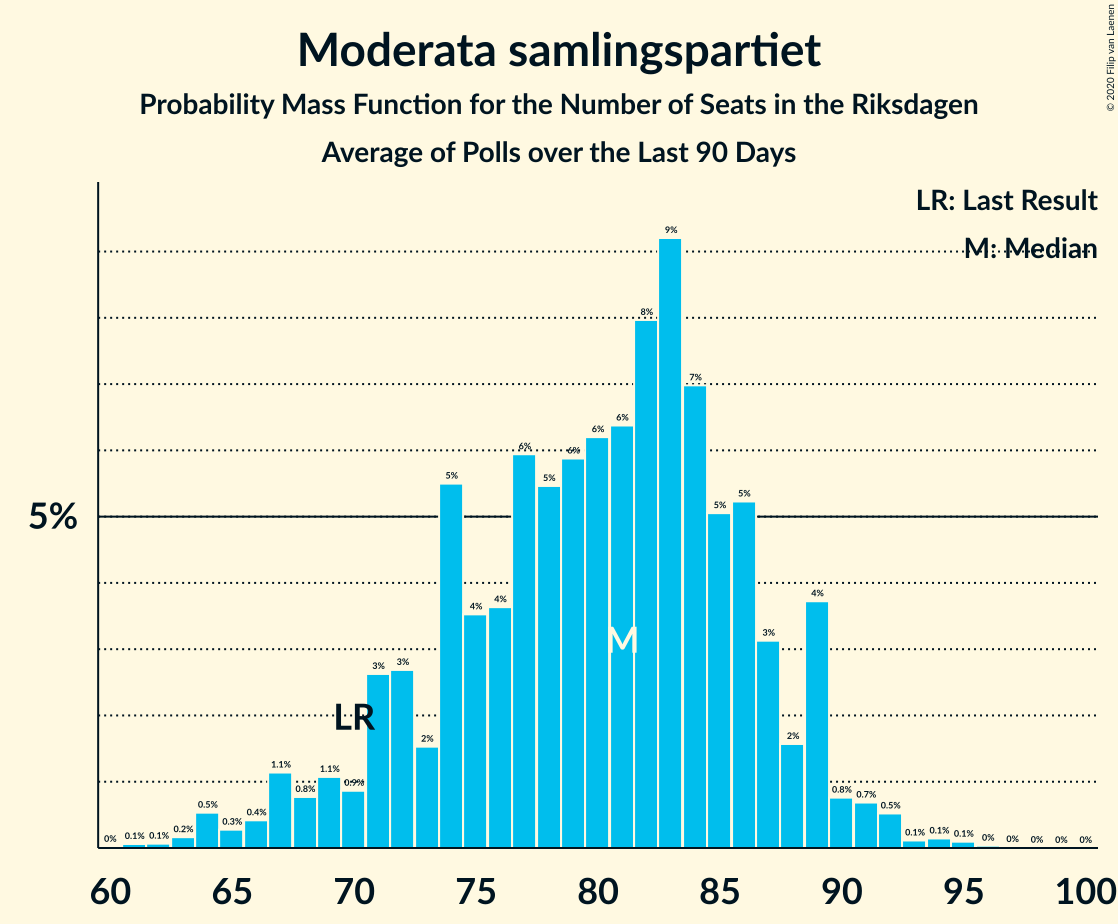 Moderata samlingspartiet
Probability Mass Function for the Number of Seats in the Riksdagen
Average of Polls over the Last 90 Days
© 2020 Filip van Laenen
LR: Last Result
M: Median
5%
0% 0.1% 0.1% 0.2% 0.5% 0.3% 0.4% 1.1% 0.8% 1.1% 0.9% 3% 3% 2% 5% 4% 4% 6% 5% 6% 6% 6% 8% 9% 7% 5% 5% 3% 2% 4% 0.8% 0.7% 0.5% 0.1% 0.1% 0.1% 0% 0% 0% 0% 0%
LR
M
60 65 70 75 80 85 90 95 100